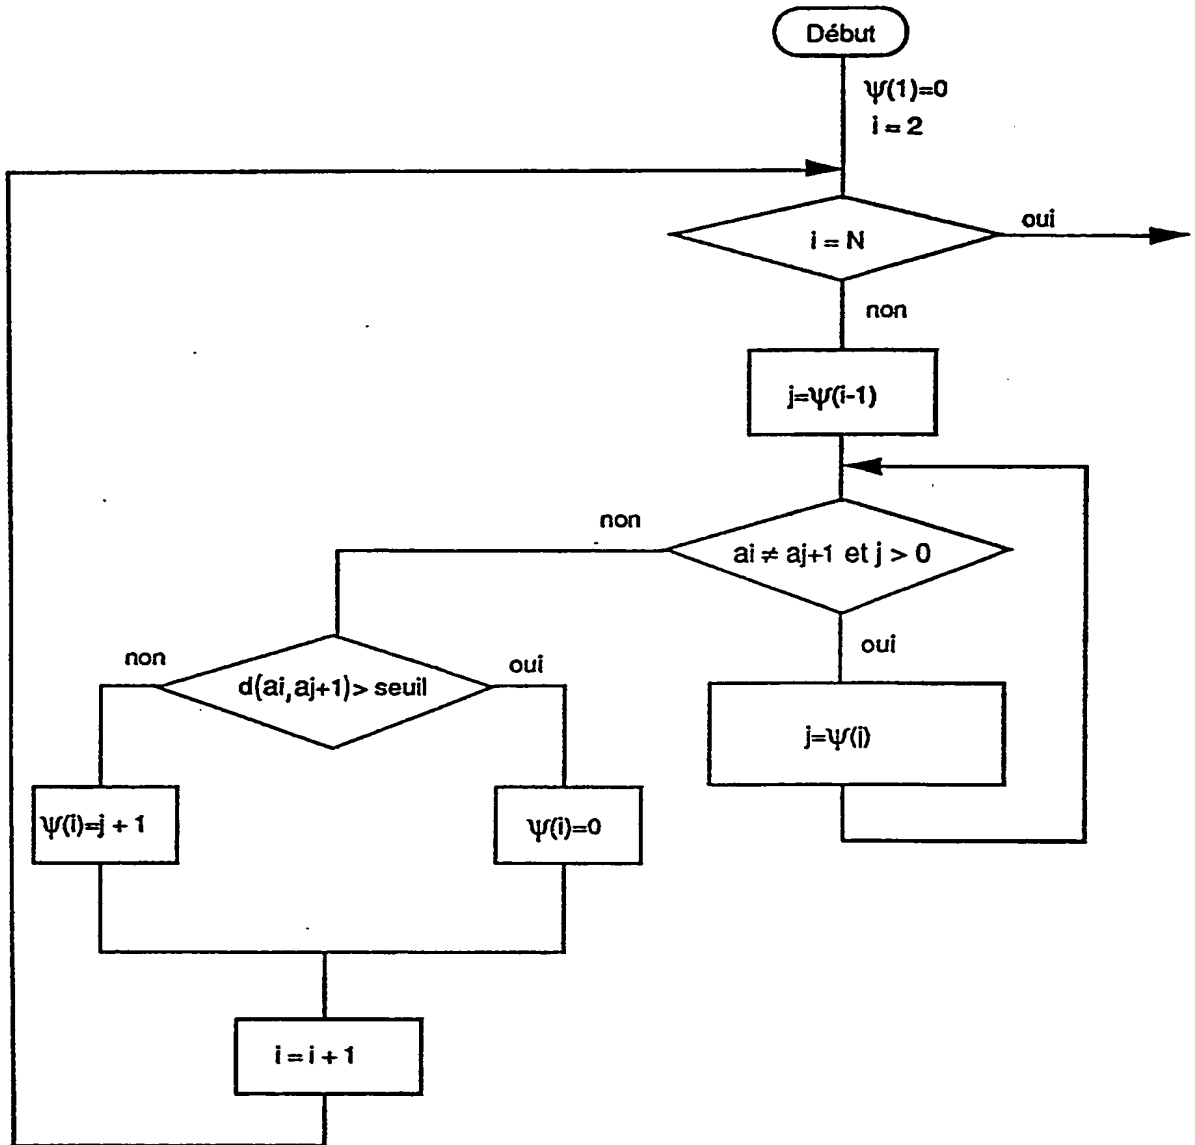 Début
ψ(1)=0
i = 2
i = N
oui
non
j=ψ(i-1)
ai ≠ aj+1 et j > 0
non
oui
j=ψ(j)
d(ai,aj+1)> seuil
non
oui
ψ(i)=j + 1
ψ(i)=0
i = i + 1